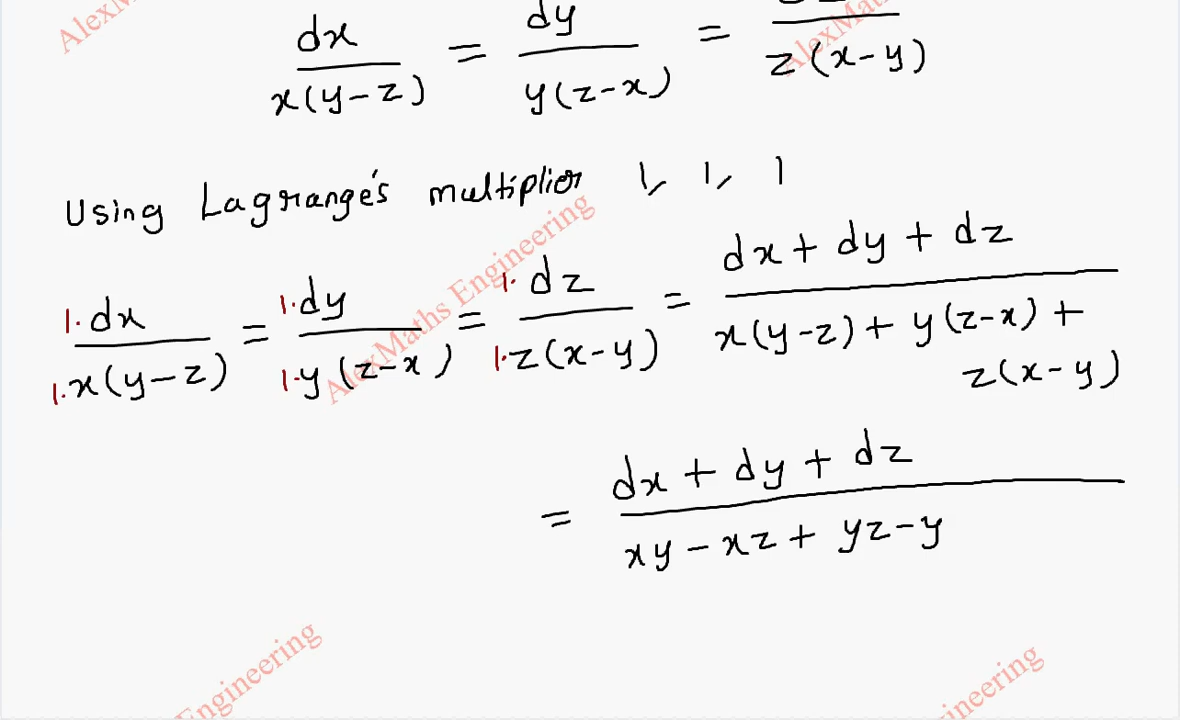 dx/x(y-z) = dy/y(z-x) = /z(x-y)
Using Lagrange's multiplier 1, 1, 1
1.dx/1.x(y-z) = 1.dy/1.y(z-x) = 1.dz/1.z(x-y) = dx + dy + dz/x(y-z) + y(z-x) + z(x-y)
= dx + dy + dz/xy - xz + yz - y
AlexMaths Engineering
Engineering